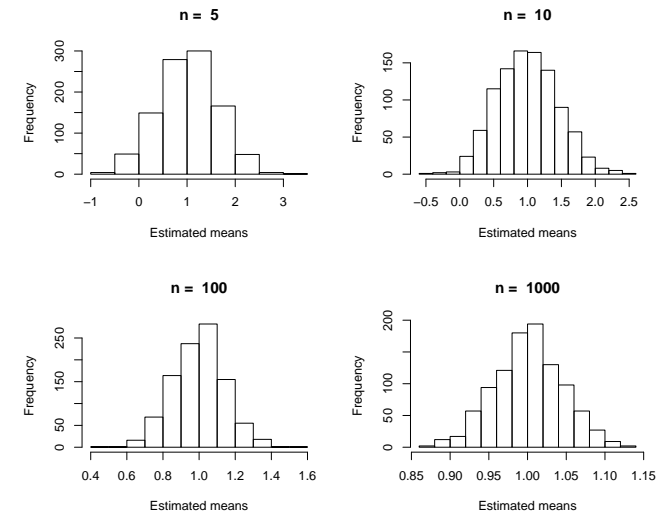 n = 5
Frequency
0
100
200
300
−1 0 1 2 3
Estimated means
n = 10
Frequency
0
50
100
150
−0.5 0.0 0.5 1.0 1.5 2.0 2.5
Estimated means
n = 100
Frequency
0
50
150
250
0.4 0.6 0.8 1.0 1.2 1.4 1.6
Estimated means
n = 1000
Frequency
0
50
100
200
0.85 0.90 0.95 1.00 1.05 1.10 1.15
Estimated means